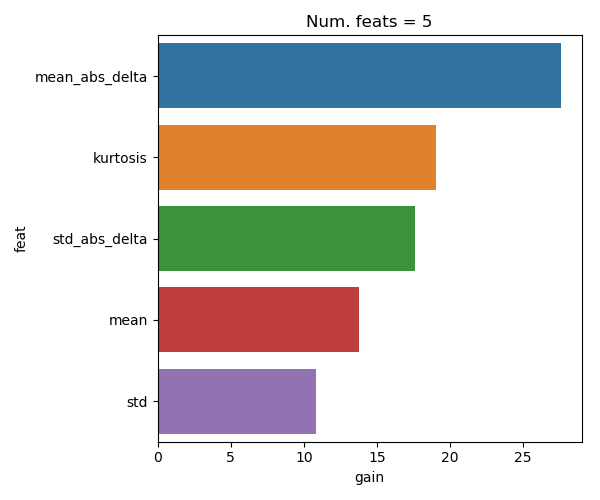 Num. feats = 5
mean_abs_delta
kurtosis
std_abs_delta
mean
std
feat
0 5 10 15 20 25
gain